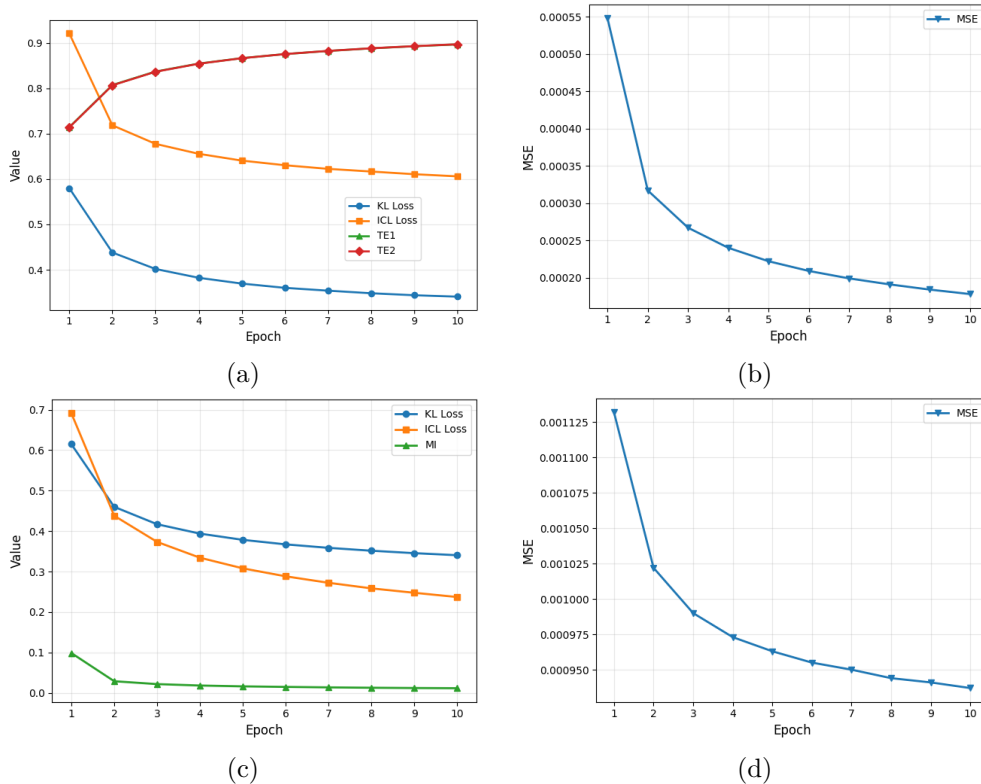 0.9
0.8
0.7
0.6
0.5
0.4
Value
KL Loss
ICL Loss
TE1
TE2
1 2 3 4 5 6 7 8 9 10
Epoch
(a)
0.00055
0.00050
0.00045
0.00040
0.00035
0.00030
0.00025
0.00020
MSE
MSE
1 2 3 4 5 6 7 8 9 10
Epoch
(b)
0.7
0.6
0.5
0.4
0.3
0.2
0.1
0.0
Value
KL Loss
ICL Loss
MI
1 2 3 4 5 6 7 8 9 10
Epoch
(c)
0.001125
0.001100
0.001075
0.001050
0.001025
0.001000
0.000975
0.000950
MSE
MSE
1 2 3 4 5 6 7 8 9 10
Epoch
(d)